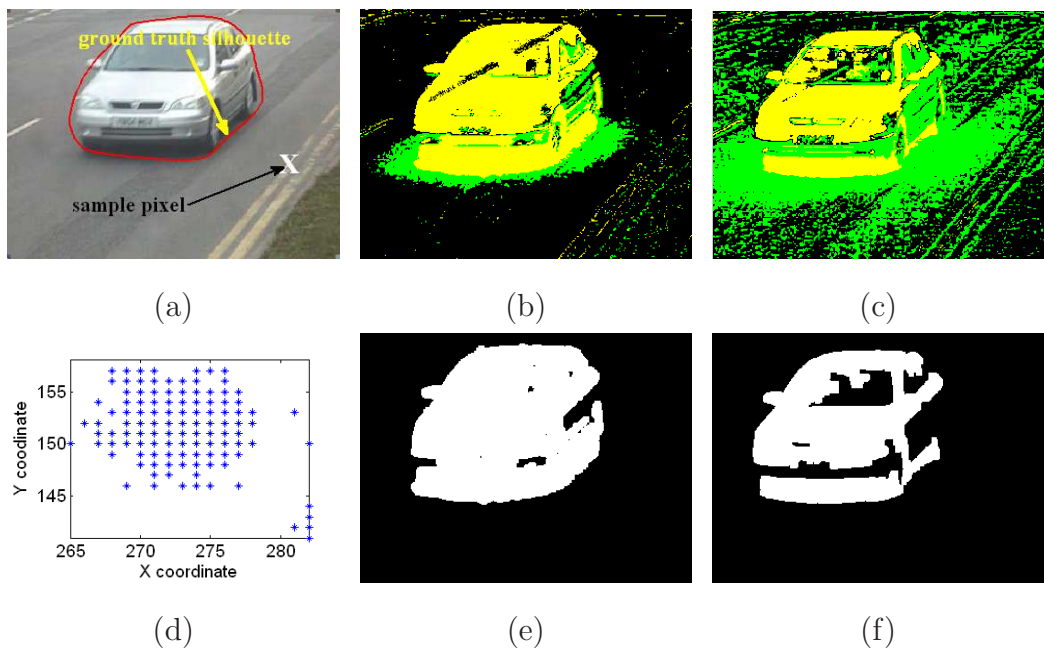 ground truth silhouette
X
sample pixel
(a)
(b)
(c)
155
150
145
265
270
275
280
Y coodinate
X coordinate
(d)
(e)
(f)